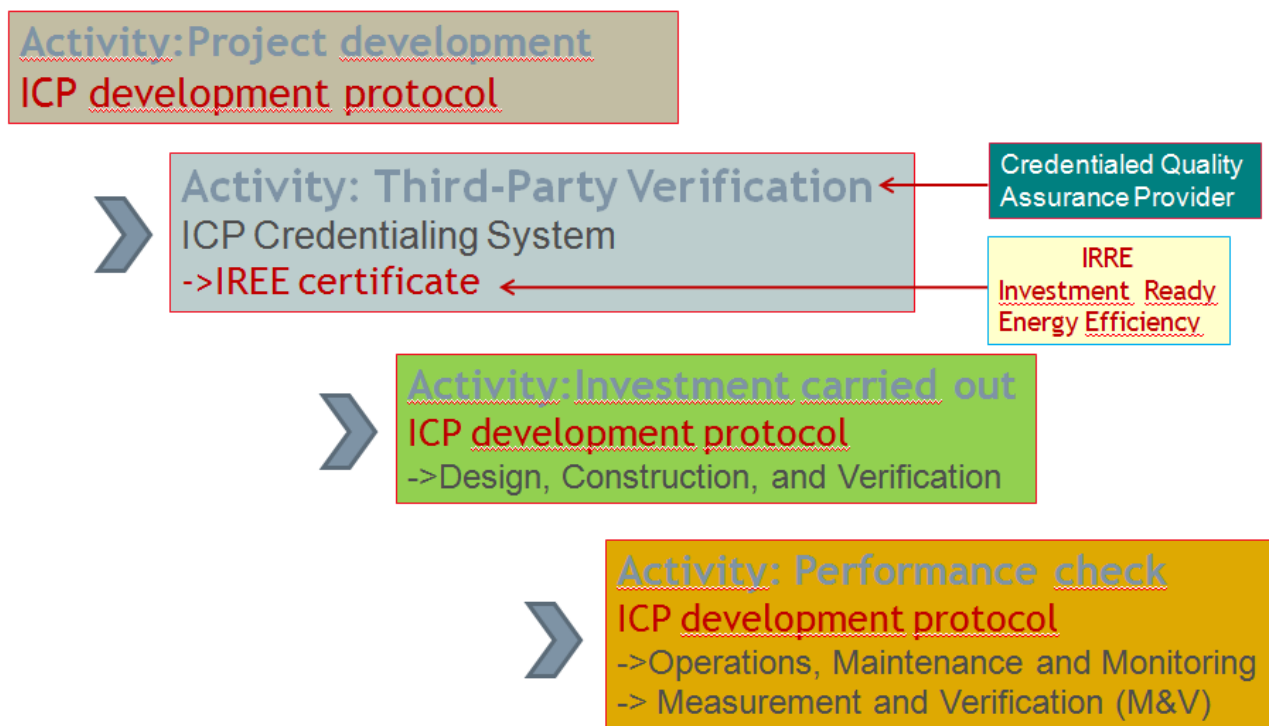 Activity:Project development
ICP development protocol
Activity: Third-Party Verification
ICP Credentialing System
->IREE certificate
Credentialed Quality
Assurance Provider
IRRE
Investment Ready
Energy Efficiency
Activity:Investment carried out
ICP development protocol
->Design, Construction, and Verification
Activity: Performance check
ICP development protocol
->Operations, Maintenance and Monitoring
-> Measurement and Verification (M&V)